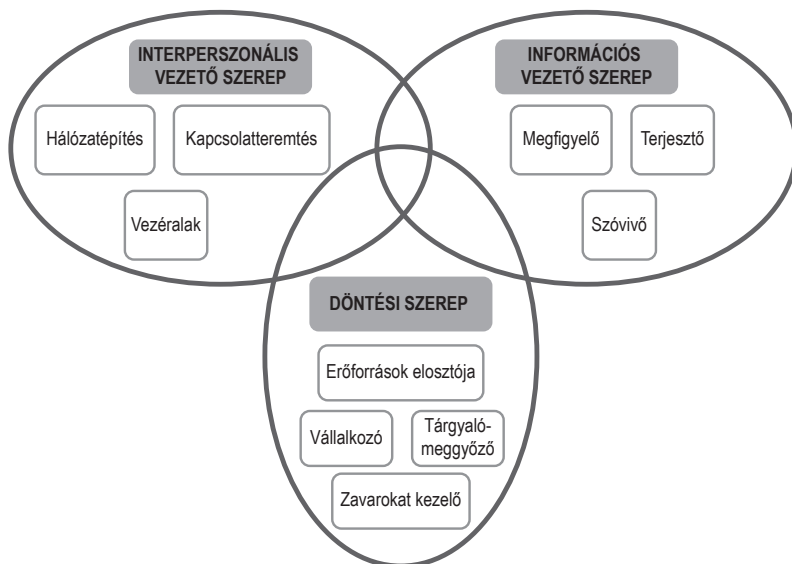 INTERPERSZONÁLIS
VEZETŐ SZEREP
Hálózatépítés
Kapcsolatteremtés
Vezéralak
INFORMÁCIÓS
VEZETŐ SZEREP
Megfigyelő
Terjesztő
Szóvivő
DÖNTÉSI SZEREP
Erőforrások elosztója
Vállalkozó
Tárgyaló-
meggyőző
Zavarokat kezelő